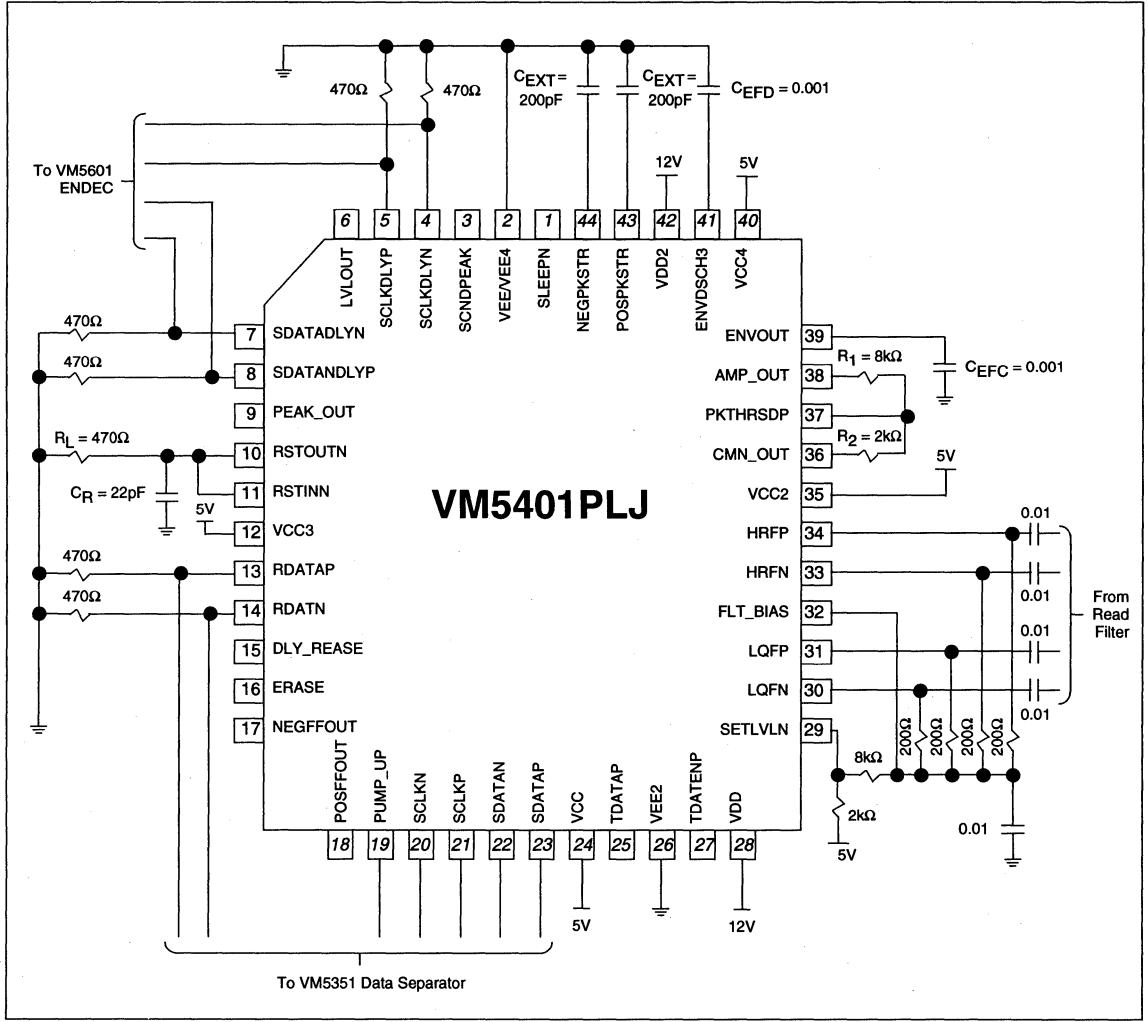 470Ω
470Ω
CEXT=
200pF
CEXT=
200pF
CEFD = 0.001
To VM5601
ENDEC
12V
5V
6
5
4
3
2
1
44
43
42
41
40
LVLOUT
SCLKDLYP
SCLKDLYN
SCNDPEAK
VEE/VEE4
SLEEPN
NEGPKSTR
POSPKSTR
VDD2
ENVDSCH3
VCC4
470Ω
7
SDATADLYN
470Ω
8
SDATANDLYP
9
PEAK_OUT
RL = 470Ω
10
RSTOUTN
CR = 22pF
11
RSTINN
5V
12
VCC3
470Ω
13
RDATAP
470Ω
14
RDATN
15
DLY_REASE
16
ERASE
17
NEGFFOUT
VM5401PLJ
ENVOUT
39
CEFC = 0.001
R1 = 8kΩ
AMP_OUT
38
PKTHRSDP
37
R2 = 2kΩ
CMN_OUT
36
5V
VCC2
35
0.01
HRFP
34
HRFN
33
0.01
FLT_BIAS
32
From
Read
Filter
0.01
LQFP
31
LQFN
30
0.01
SETLVLN
29
200Ω
200Ω
200Ω
200Ω
8kΩ
2kΩ
5V
0.01
POSFFOUT
PUMP_UP
SCLKN
SCLKP
SDATAN
SDATAP
VCC
TDATAP
VEE2
TDATENP
VDD
18
19
20
21
22
23
24
25
26
27
28
5V
12V
To VM5351 Data Separator